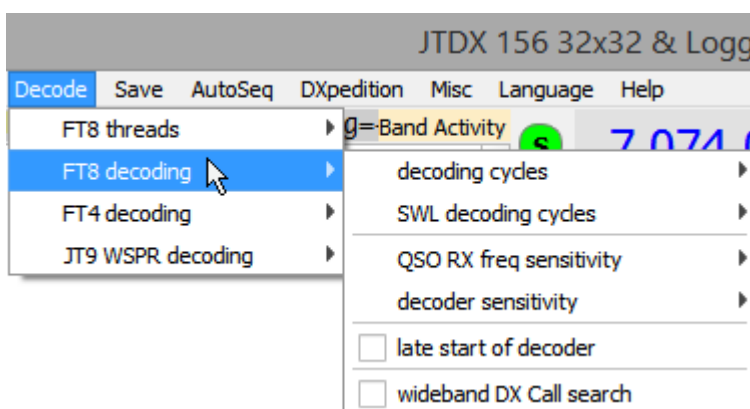 JTDX 156 32x32 & Logg
Decode Save AutoSeq DXpedition Misc Language Help
FT8 threads
g=-Band Activity
S
7.074
FT8 decoding
decoding cycles
FT4 decoding
SWL decoding cycles
JT9 WSPR decoding
QSO RX freq sensitivity
decoder sensitivity
late start of decoder
wideband DX Call search